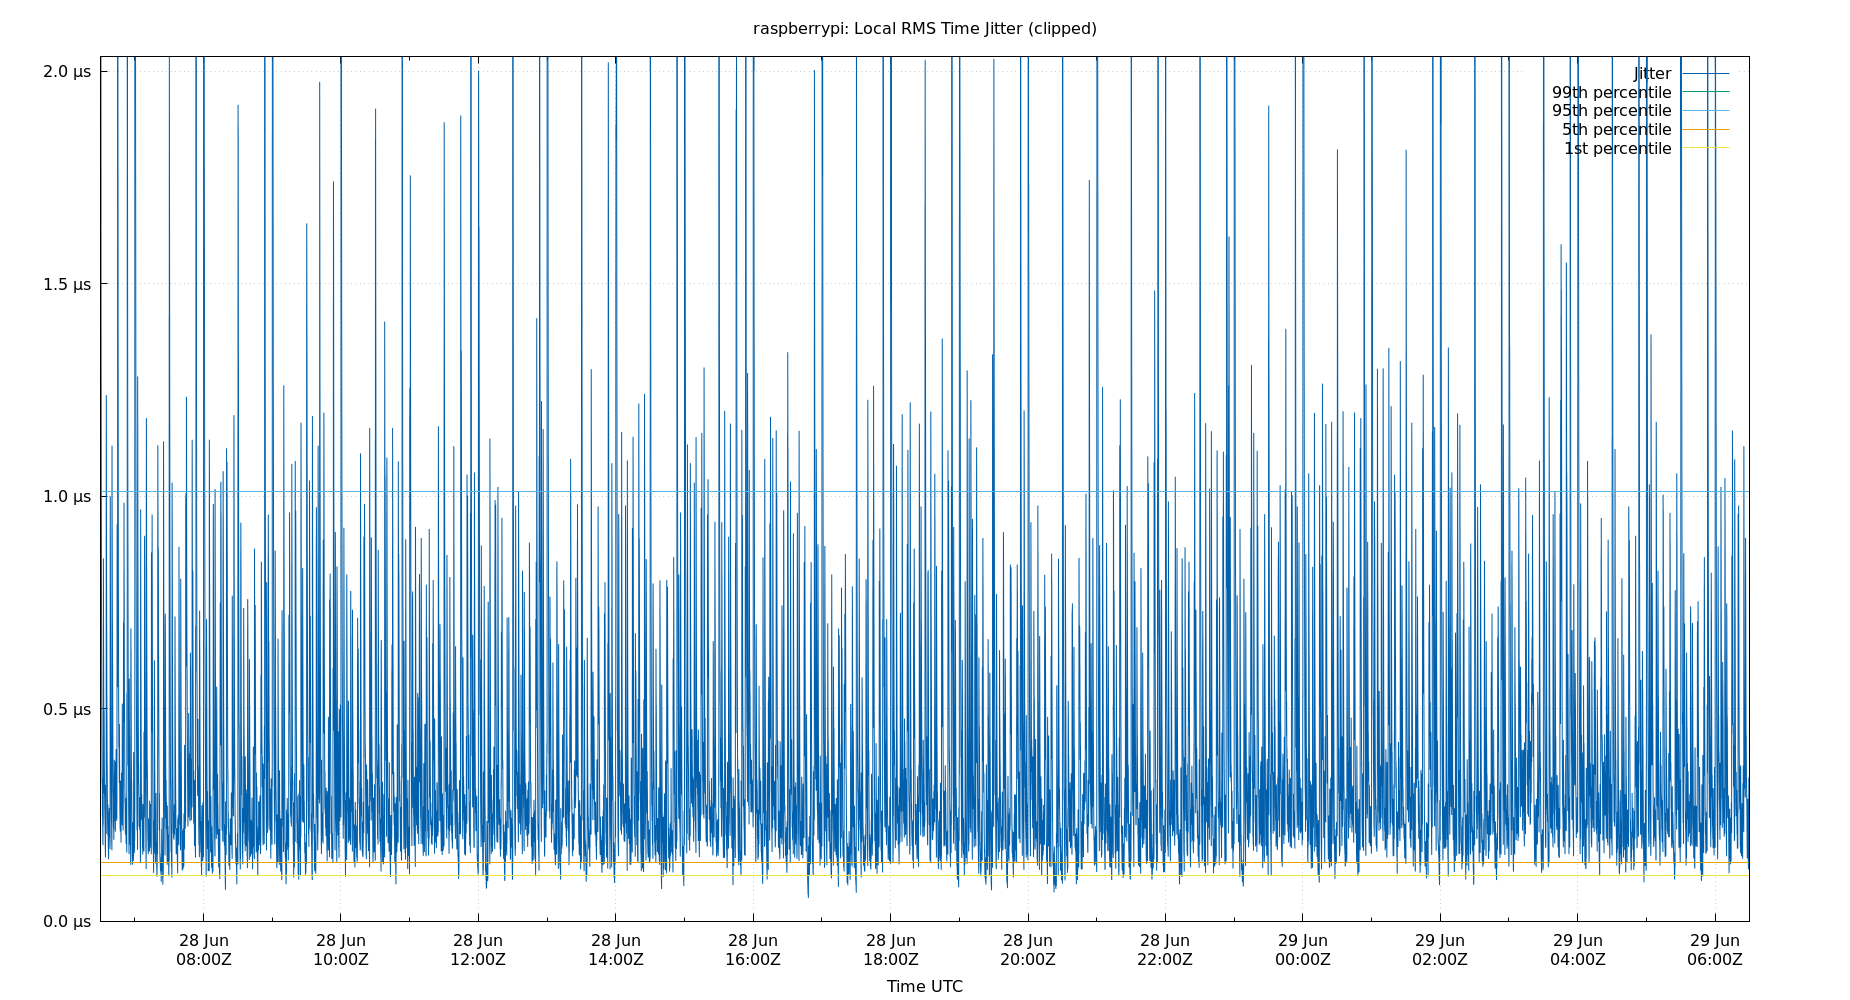 raspberrypi: Local RMS Time Jitter (clipped)
2.0 µs
1.5 µs
1.0 µs
0.5 µs
0.0 µs
Jitter
99th percentile
95th percentile
5th percentile
1st percentile
28 Jun 28 Jun 28 Jun 28 Jun 28 Jun 28 Jun 28 Jun 28 Jun 29 Jun 29 Jun 29 Jun 29 Jun
08:00Z 10:00Z 12:00Z 14:00Z 16:00Z 18:00Z 20:00Z 22:00Z 00:00Z 02:00Z 04:00Z 06:00Z
Time UTC